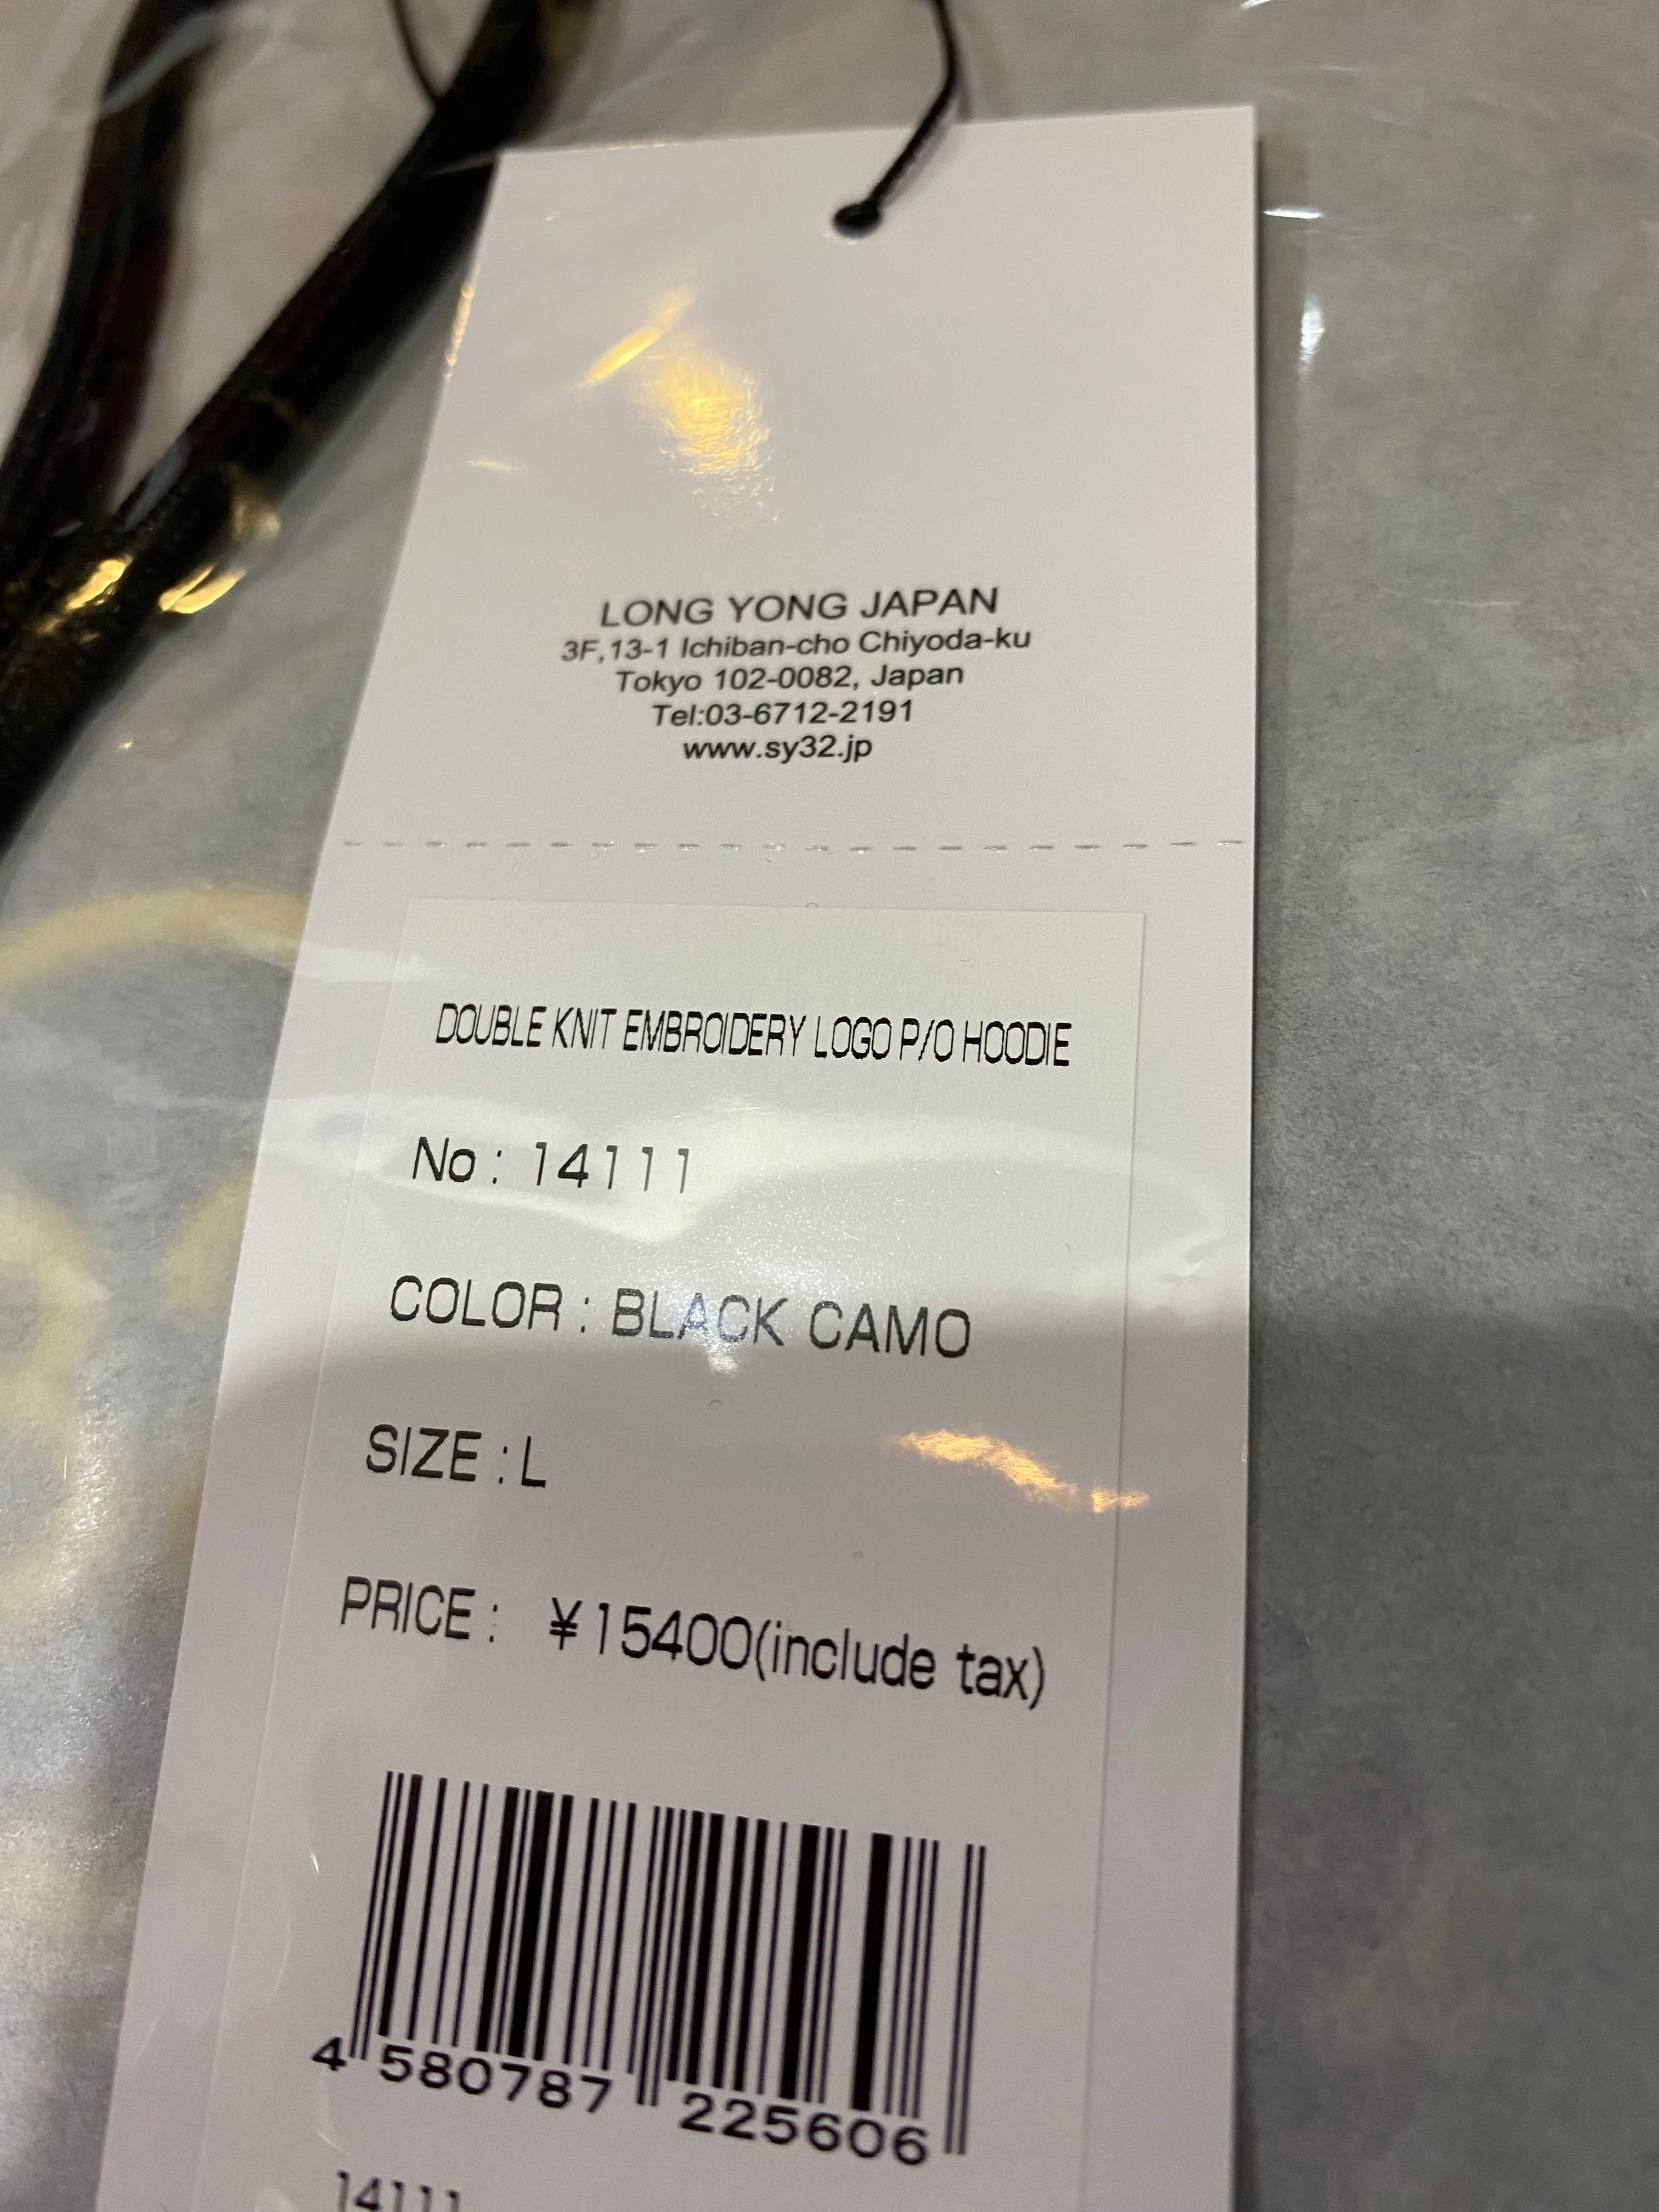 LONG YONG JAPAN
3F,13-1 Ichiban-cho Chiyoda-ku
Tokyo 102-0082, Japan
Tel:03-6712-2191
www.sy32.jp
DOUBLE KNIT EMBROIDERY LOGO P/O HOODIE
No : 14111
COLOR : BLACK CAMO
SIZE : L
PRICE : ¥15400(include tax)
4 580787 225606
14111